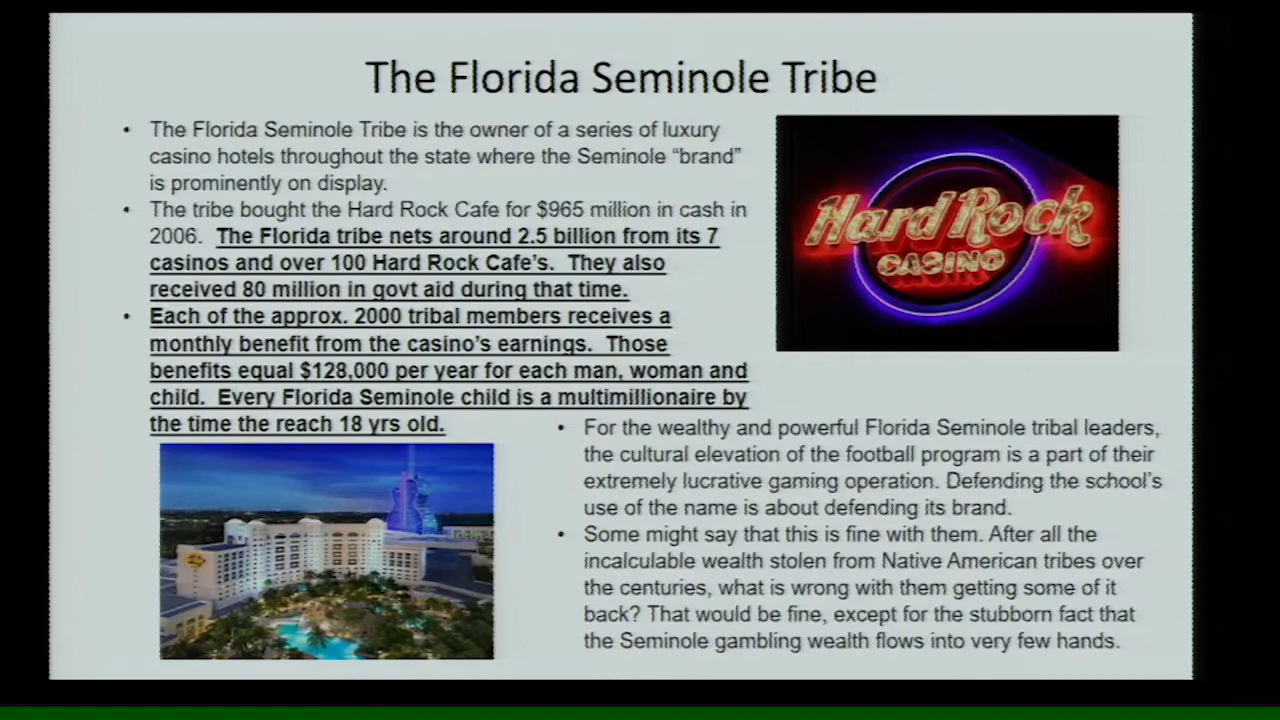 The Florida Seminole Tribe
• The Florida Seminole Tribe is the owner of a series of luxury
casino hotels throughout the state where the Seminole “brand”
is prominently on display.
• The tribe bought the Hard Rock Cafe for $965 million in cash in
2006. The Florida tribe nets around 2.5 billion from its 7
casinos and over 100 Hard Rock Cafe’s. They also
received 80 million in govt aid during that time.
• Each of the approx. 2000 tribal members receives a
monthly benefit from the casino’s earnings. Those
benefits equal $128,000 per year for each man, woman and
child. Every Florida Seminole child is a multimillionaire by
the time the reach 18 yrs old.
Hard Rock
CASINO
• For the wealthy and powerful Florida Seminole tribal leaders,
the cultural elevation of the football program is a part of their
extremely lucrative gaming operation. Defending the school’s
use of the name is about defending its brand.
• Some might say that this is fine with them. After all the
incalculable wealth stolen from Native American tribes over
the centuries, what is wrong with them getting some of it
back? That would be fine, except for the stubborn fact that
the Seminole gambling wealth flows into very few hands.